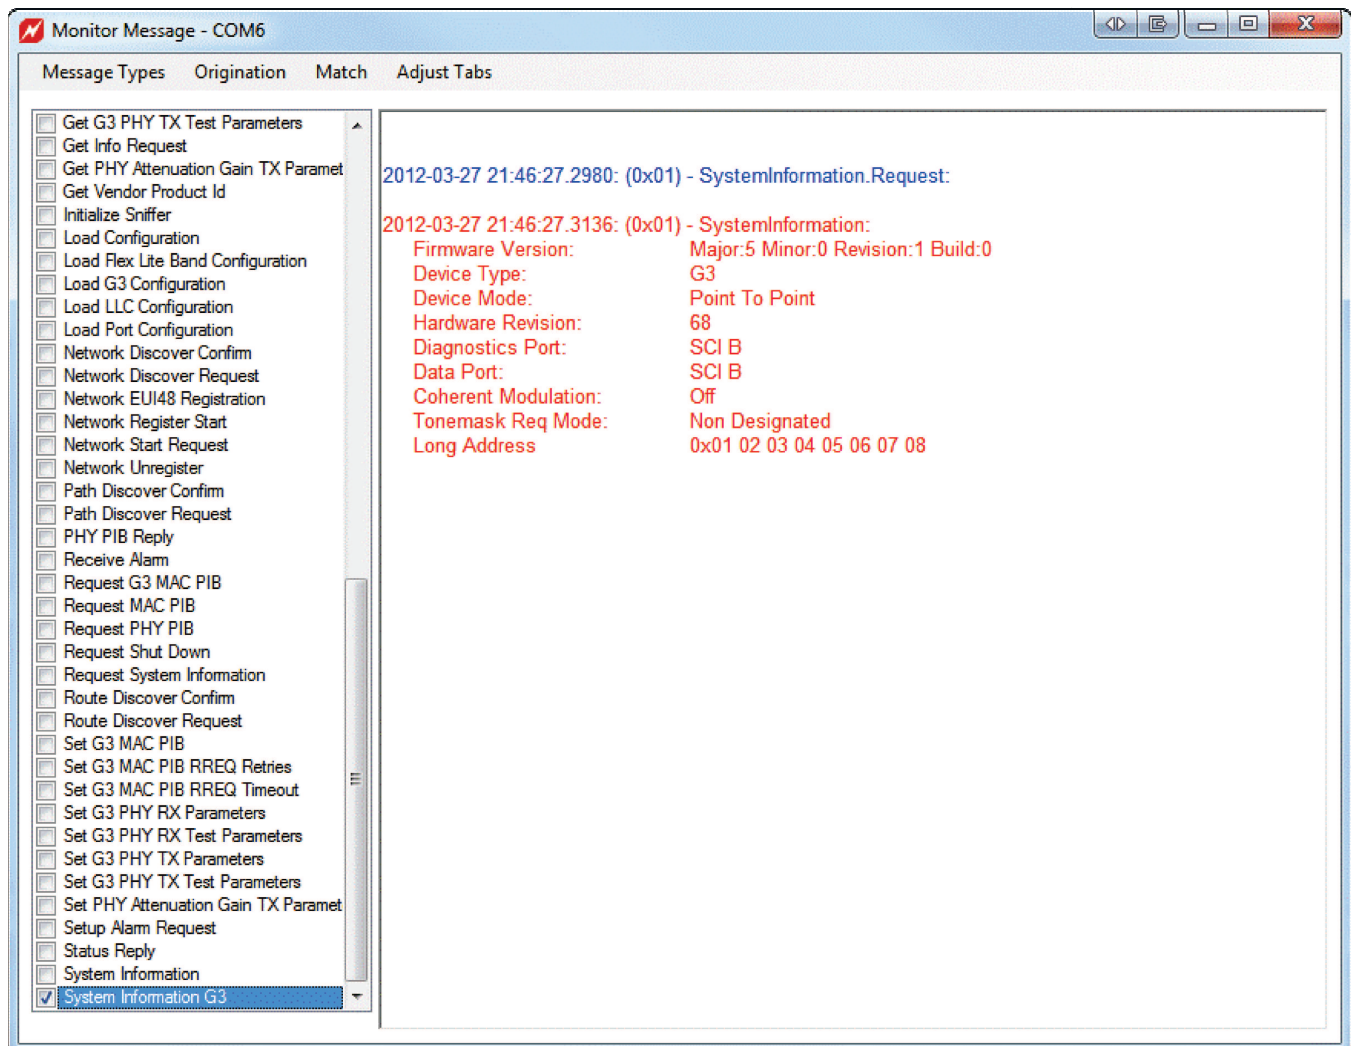 Monitor Message - COM6
Message Types Origination Match Adjust Tabs
Get G3 PHY TX Test Parameters
Get Info Request
Get PHY Attenuation Gain TX Paramet
Get Vendor Product Id
Initialize Sniffer
Load Configuration
Load Flex Lite Band Configuration
Load G3 Configuration
Load LLC Configuration
Load Port Configuration
Network Discover Confirm
Network Discover Request
Network EUI48 Registration
Network Register Start
Network Start Request
Network Unregister
Path Discover Confirm
Path Discover Request
PHY PIB Reply
Receive Alarm
Request G3 MAC PIB
Request MAC PIB
Request PHY PIB
Request Shut Down
Request System Information
Route Discover Confirm
Route Discover Request
Set G3 MAC PIB
Set G3 MAC PIB RREQ Retries
Set G3 MAC PIB RREQ Timeout
Set G3 PHY RX Parameters
Set G3 PHY RX Test Parameters
Set G3 PHY TX Parameters
Set G3 PHY TX Test Parameters
Set PHY Attenuation Gain TX Paramet
Setup Alarm Request
Status Reply
System Information
System Information G3
2012-03-27 21:46:27.2980: (0x01) - SystemInformation.Request:
2012-03-27 21:46:27.3136: (0x01) - SystemInformation:
Firmware Version: Major:5 Minor:0 Revision:1 Build:0
Device Type: G3
Device Mode: Point To Point
Hardware Revision: 68
Diagnostics Port: SCI B
Data Port: SCI B
Coherent Modulation: Off
Tonemask Req Mode: Non Designated
Long Address 0x01 02 03 04 05 06 07 08